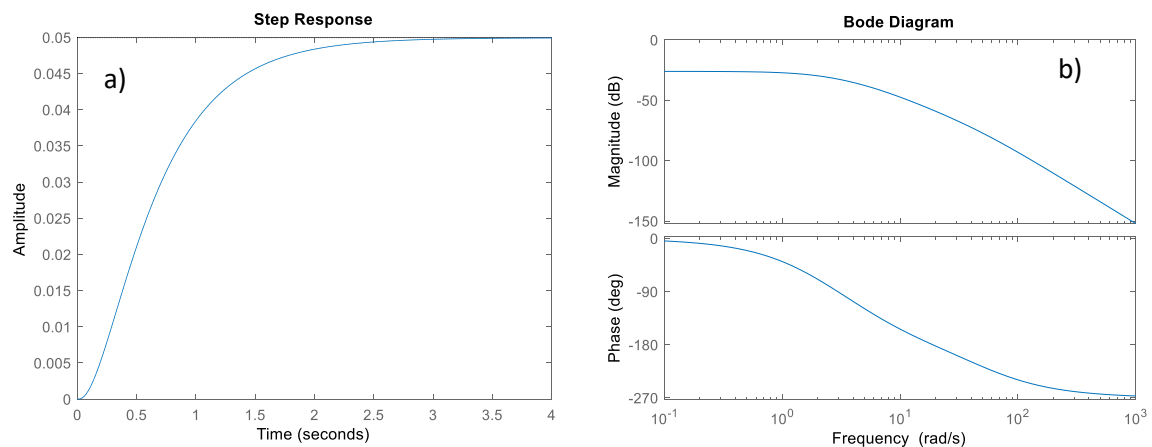 Step Response
a)
Amplitude
0.05
0.045
0.04
0.035
0.03
0.025
0.02
0.015
0.01
0.005
0
0 0.5 1 1.5 2 2.5 3 3.5 4
Time (seconds)
Bode Diagram
b)
Magnitude (dB)
0
-50
-100
-150
Phase (deg)
0
-90
-180
-270
10-1 100 101 102 103
Frequency (rad/s)